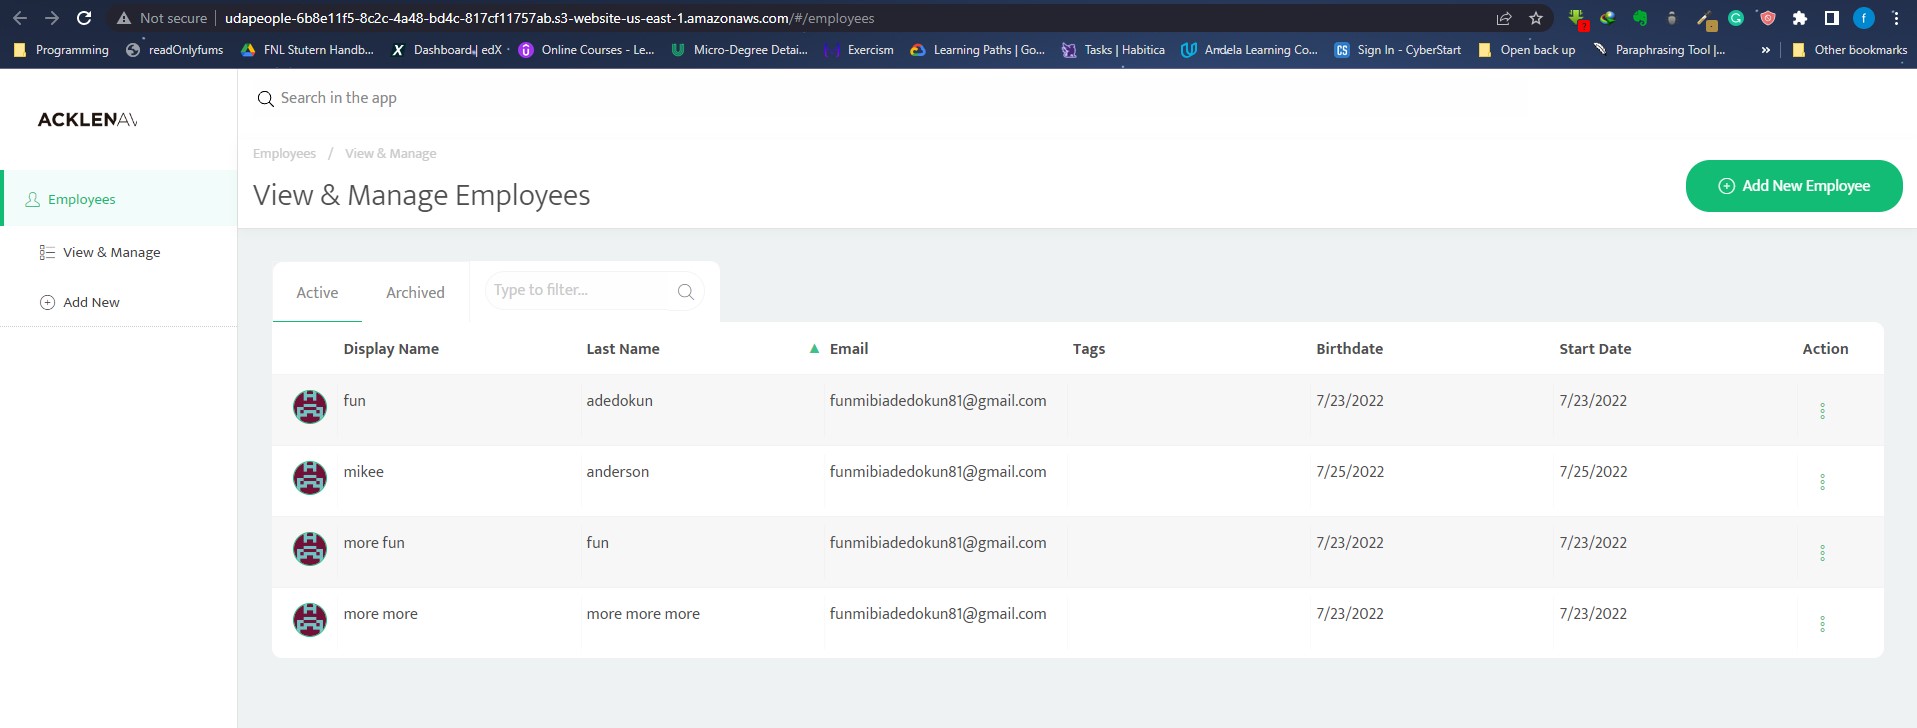 Not secure | udapeople-6b8e11f5-8c2c-4a48-bd4c-817cf11757ab.s3-website-us-east-1.amazonaws.com/#/employees
Programming readOnlyfums FNL Stutern Handb... Dashboard| edX Online Courses - Le... Micro-Degree Detai... Exercism Learning Paths | Go... Tasks | Habitica Andela Learning Co... Sign In - CyberStart Open back up Paraphrasing Tool |... » Other bookmarks
ACKLENAV
Search in the app
Employees / View & Manage
View & Manage Employees
Add New Employee
Employees
View & Manage
Add New
Active Archived Type to filter...
Display Name Last Name ▲ Email Tags Birthdate Start Date Action
fun adedokun funmibiadedokun81@gmail.com 7/23/2022 7/23/2022
mikee anderson funmibiadedokun81@gmail.com 7/25/2022 7/25/2022
more fun fun funmibiadedokun81@gmail.com 7/23/2022 7/23/2022
more more more more more funmibiadedokun81@gmail.com 7/23/2022 7/23/2022